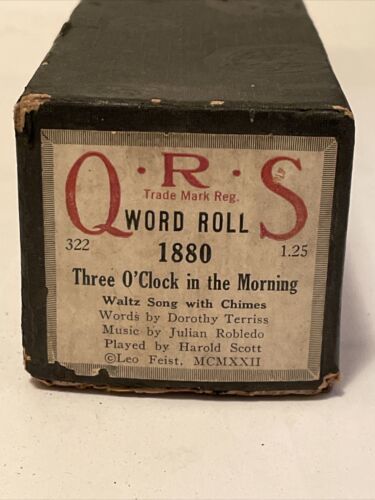 Q·R·S
Trade Mark Reg.
WORD ROLL
322 1880 1.25
Three O'Clock in the Morning
Waltz Song with Chimes
Words by Dorothy Terriss
Music by Julian Robledo
Played by Harold Scott
©Leo Feist, MCMXXII